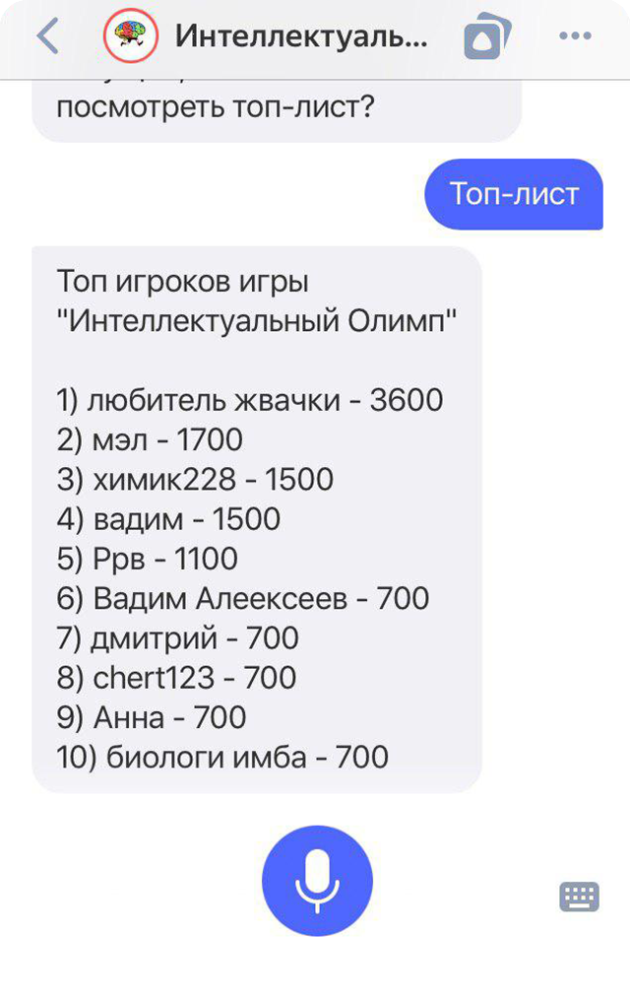 Интеллектуаль...
посмотреть топ-лист?
Топ-лист
Топ игроков игры
"Интеллектуальный Олимп"
1) любитель жвачки - 3600
2) мэл - 1700
3) химик228 - 1500
4) вадим - 1500
5) Ррв - 1100
6) Вадим Алеексеев - 700
7) дмитрий - 700
8) chert123 - 700
9) Анна - 700
10) биологи имба - 700